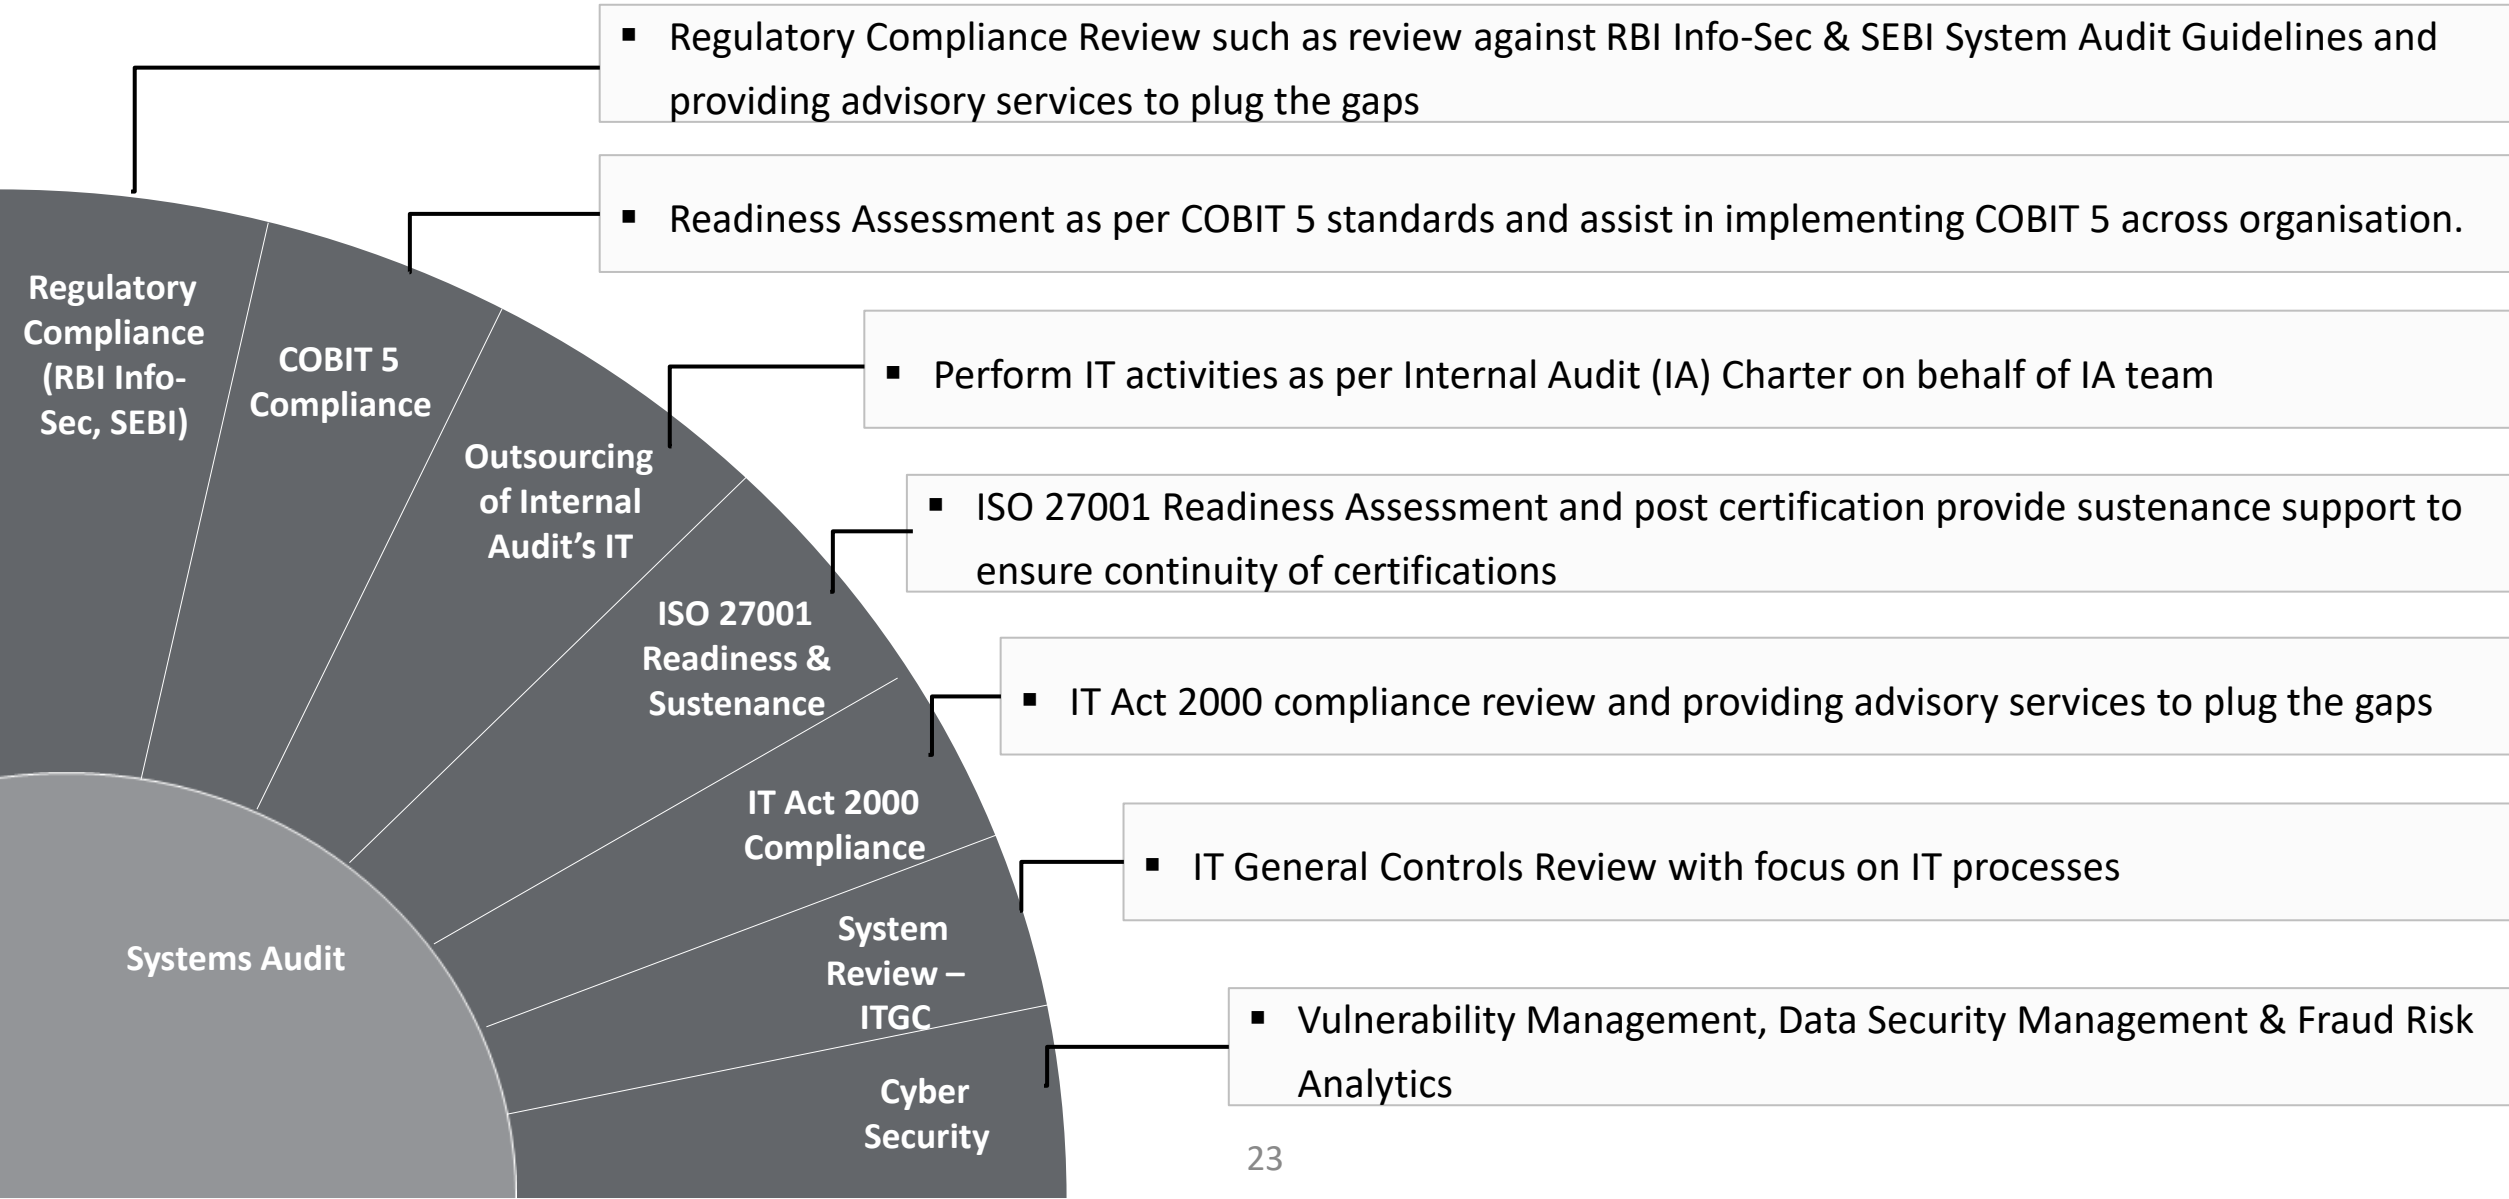 ▪ Regulatory Compliance Review such as review against RBI Info-Sec & SEBI System Audit Guidelines and
providing advisory services to plug the gaps
▪ Readiness Assessment as per COBIT 5 standards and assist in implementing COBIT 5 across organisation.
▪ Perform IT activities as per Internal Audit (IA) Charter on behalf of IA team
▪ ISO 27001 Readiness Assessment and post certification provide sustenance support to
ensure continuity of certifications
▪ IT Act 2000 compliance review and providing advisory services to plug the gaps
▪ IT General Controls Review with focus on IT processes
▪ Vulnerability Management, Data Security Management & Fraud Risk
Analytics
Regulatory
Compliance
(RBI Info-
Sec, SEBI)
COBIT 5
Compliance
Outsourcing
of Internal
Audit’s IT
ISO 27001
Readiness &
Sustenance
IT Act 2000
Compliance
System
Review –
ITGC
Cyber
Security
Systems Audit
23